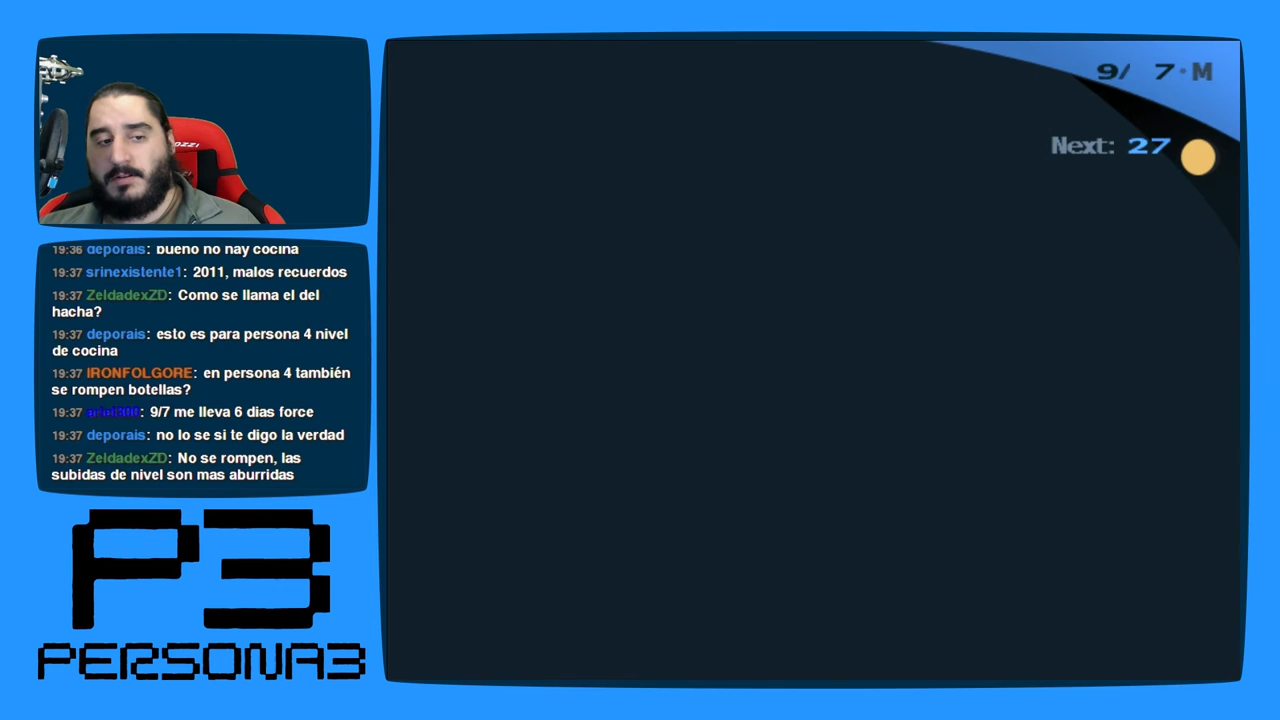 9/ 7·M
Next: 27
19:36 deporais: bueno no hay cocina
19:37 srinexistente1: 2011, malos recuerdos
19:37 ZeldadexZD: Como se llama el del
hacha?
19:37 deporais: esto es para persona 4 nivel
de cocina
19:37 IRONFOLGORE: en persona 4 también
se rompen botellas?
19:37 : 9/7 me lleva 6 dias force
19:37 deporais: no lo se si te digo la verdad
19:37 ZeldadexZD: No se rompen, las
subidas de nivel son mas aburridas
P3
PERSONA3